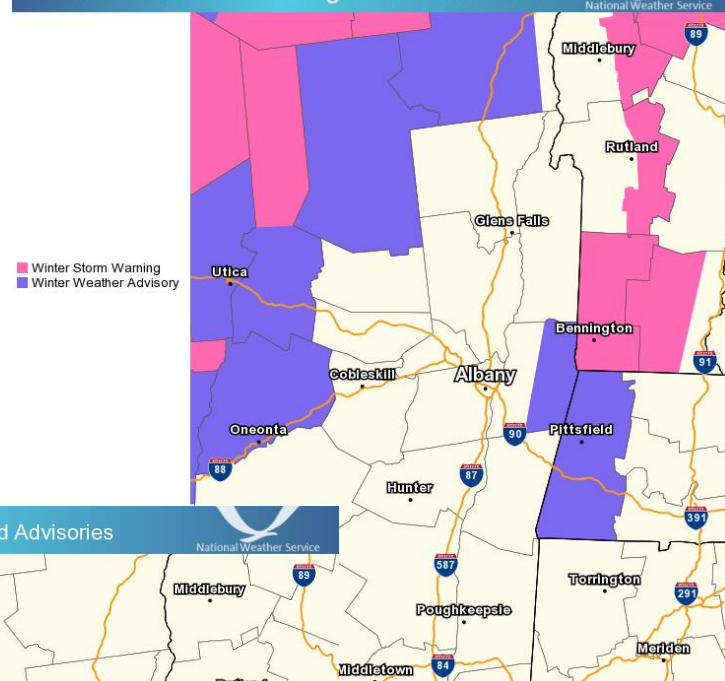 National Weather Service
89
Middlebury
Rutland
Glens Falls
Winter Storm Warning
Winter Weather Advisory
Utica
Bennington
91
Cobleskill
Albany
Oneonta
90
Pittsfield
88
87
Hunter
391
d Advisories
National Weather Service
587
89
Middlebury
Torrington
291
Poughkeepsie
Meriden
Middletown
84